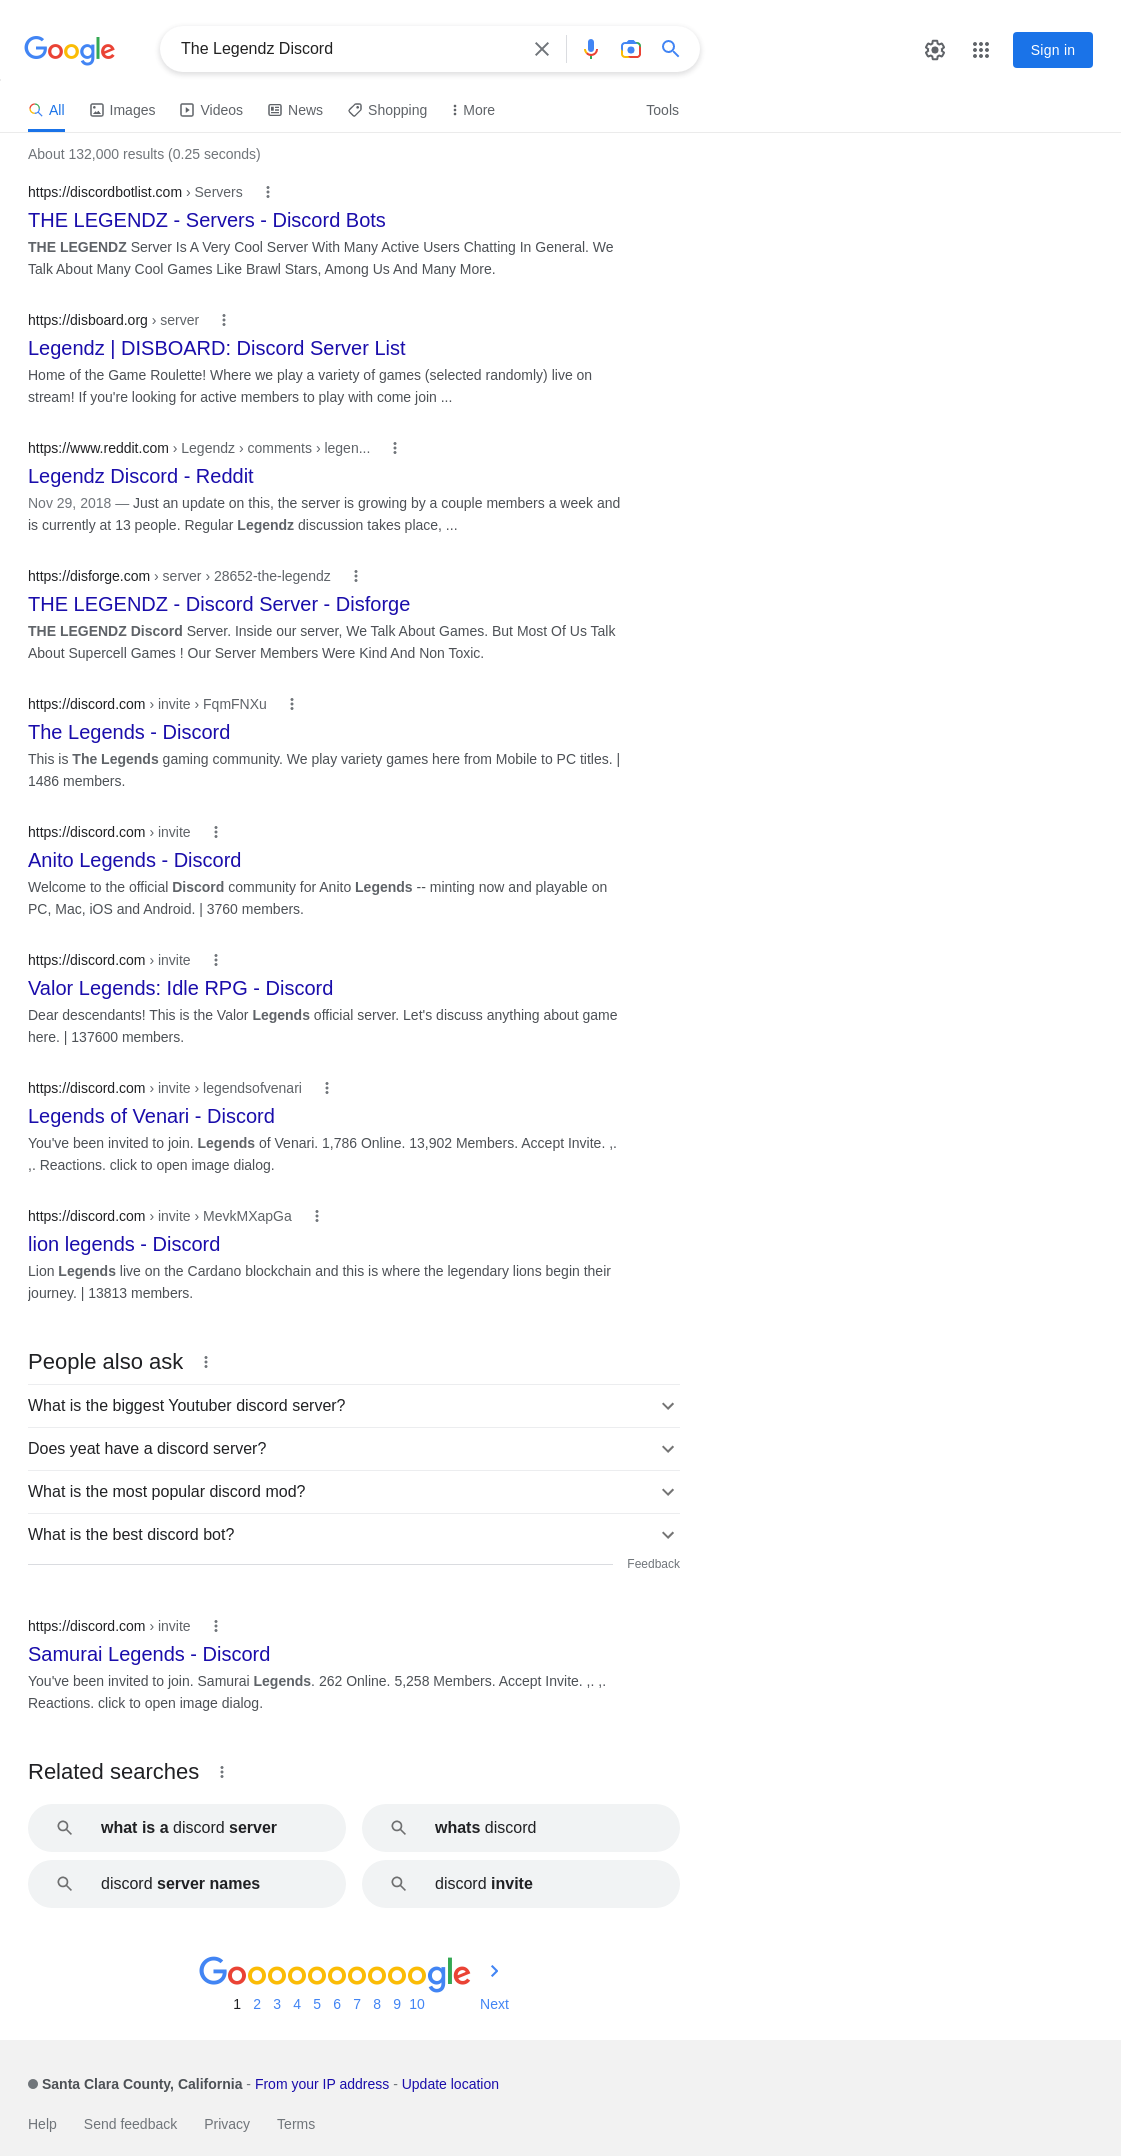 Google
The Legendz Discord
Sign in
All Images Videos News Shopping More Tools
About 132,000 results (0.25 seconds)
https://discordbotlist.com › Servers
THE LEGENDZ - Servers - Discord Bots
THE LEGENDZ Server Is A Very Cool Server With Many Active Users Chatting In General. We
Talk About Many Cool Games Like Brawl Stars, Among Us And Many More.
https://disboard.org › server
Legendz | DISBOARD: Discord Server List
Home of the Game Roulette! Where we play a variety of games (selected randomly) live on
stream! If you're looking for active members to play with come join ...
https://www.reddit.com › Legendz › comments › legen...
Legendz Discord - Reddit
Nov 29, 2018 — Just an update on this, the server is growing by a couple members a week and
is currently at 13 people. Regular Legendz discussion takes place, ...
https://disforge.com › server › 28652-the-legendz
THE LEGENDZ - Discord Server - Disforge
THE LEGENDZ Discord Server. Inside our server, We Talk About Games. But Most Of Us Talk
About Supercell Games ! Our Server Members Were Kind And Non Toxic.
https://discord.com › invite › FqmFNXu
The Legends - Discord
This is The Legends gaming community. We play variety games here from Mobile to PC titles. |
1486 members.
https://discord.com › invite
Anito Legends - Discord
Welcome to the official Discord community for Anito Legends -- minting now and playable on
PC, Mac, iOS and Android. | 3760 members.
https://discord.com › invite
Valor Legends: Idle RPG - Discord
Dear descendants! This is the Valor Legends official server. Let's discuss anything about game
here. | 137600 members.
https://discord.com › invite › legendsofvenari
Legends of Venari - Discord
You've been invited to join. Legends of Venari. 1,786 Online. 13,902 Members. Accept Invite. ,.
,. Reactions. click to open image dialog.
https://discord.com › invite › MevkMXapGa
lion legends - Discord
Lion Legends live on the Cardano blockchain and this is where the legendary lions begin their
journey. | 13813 members.
People also ask
What is the biggest Youtuber discord server?
Does yeat have a discord server?
What is the most popular discord mod?
What is the best discord bot?
Feedback
https://discord.com › invite
Samurai Legends - Discord
You've been invited to join. Samurai Legends. 262 Online. 5,258 Members. Accept Invite. ,. ,.
Reactions. click to open image dialog.
Related searches
what is a discord server
whats discord
discord server names
discord invite
Goooooooooogle
1 2 3 4 5 6 7 8 9 10 Next
Santa Clara County, California - From your IP address - Update location
Help Send feedback Privacy Terms